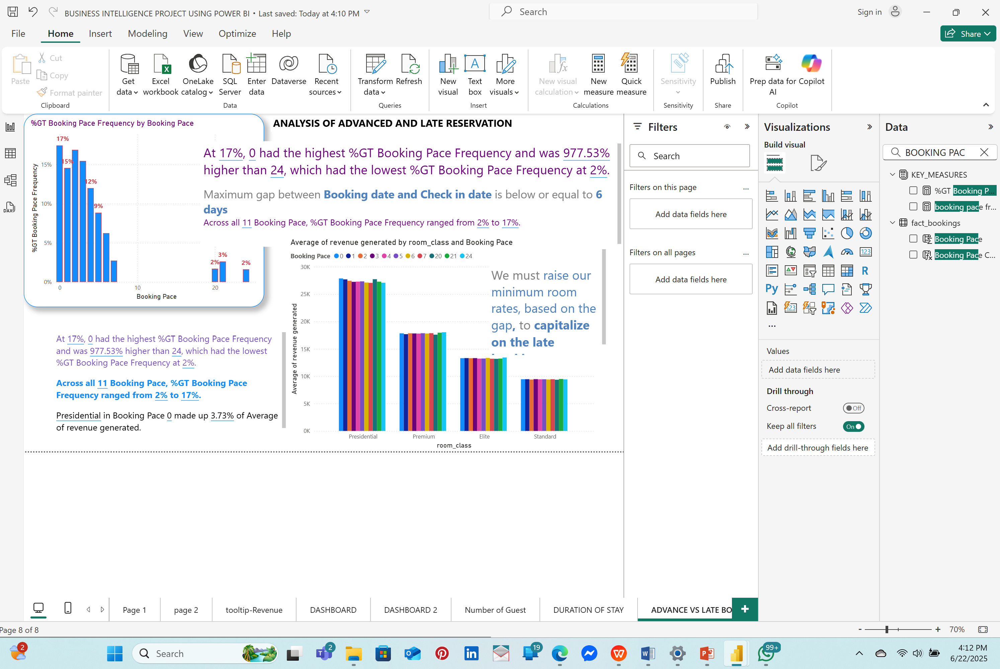 BUSINESS INTELLIGENCE PROJECT USING POWER BI • Last saved: Today at 4:10 PM
Search
Sign in
File
Home
Insert
Modeling
View
Optimize
Help
Share
Paste
Cut
Copy
Format painter
Clipboard
Get data
Excel workbook
OneLake catalog
SQL Server
Enter data
Dataverse
Recent sources
Data
Transform data
Refresh
Queries
New visual
Text box
More visuals
Insert
New visual calculation
New measure
Quick measure
Calculations
Sensitivity
Sensitivity
Publish
Share
Prep data for AI
Copilot
Copilot
DAX
%GT Booking Pace Frequency by Booking Pace
17%
15%
12%
9%
2%
3%
2%
15%
10%
5%
0%
0
10
20
%GT Booking Pace Frequency
Booking Pace
ANALYSIS OF ADVANCED AND LATE RESERVATION
At 17%, 0 had the highest %GT Booking Pace Frequency and was 977.53%
higher than 24, which had the lowest %GT Booking Pace Frequency at 2%.
Maximum gap between Booking date and Check in date is below or equal to 6
days
Across all 11 Booking Pace, %GT Booking Pace Frequency ranged from 2% to 17%.
Average of revenue generated by room_class and Booking Pace
Booking Pace 0 1 2 3 4 5 6 7 20 21 24
30K
25K
20K
15K
10K
5K
0K
Average of revenue generated
Presidential
Premium
Elite
Standard
room_class
We must raise our
minimum room
rates, based on the
gap, to capitalize
on the late
At 17%, 0 had the highest %GT Booking Pace Frequency
and was 977.53% higher than 24, which had the lowest
%GT Booking Pace Frequency at 2%.
Across all 11 Booking Pace, %GT Booking Pace
Frequency ranged from 2% to 17%.
Presidential in Booking Pace 0 made up 3.73% of Average
of revenue generated.
Filters
Search
Filters on this page
...
Add data fields here
Filters on all pages
...
Add data fields here
Visualizations
Build visual
123
R
Py
123
...
Values
Add data fields here
Drill through
Cross-report
Off
Keep all filters
On
Add drill-through fields here
Data
BOOKING PAC
KEY_MEASURES
%GT Booking P...
booking pace fr...
fact_bookings
Booking Pace
Booking Pace C...
Page 1
page 2
tooltip-Revenue
DASHBOARD
DASHBOARD 2
Number of Guest
DURATION OF STAY
ADVANCE VS LATE BO
+
Page 8 of 8
- + 70%
2
Search
2
19
99+
4:12 PM
6/22/2025